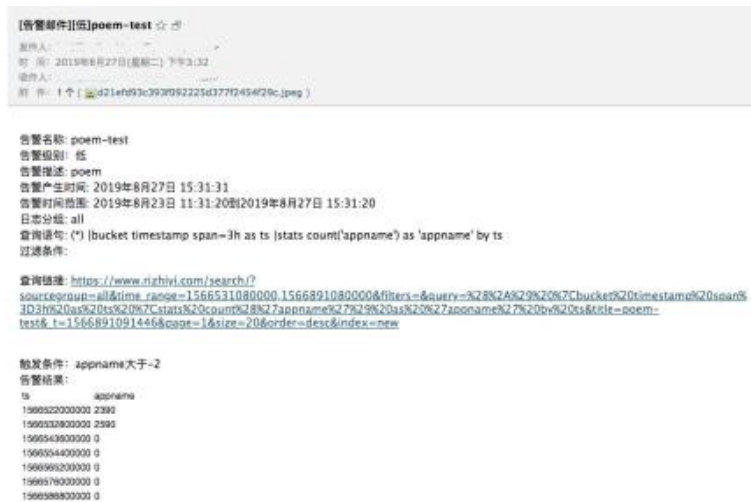 [告警邮件][低]poem-test
发件人:
时 间: 2019年8月27日(星期二) 下午3:32
收件人:
附 件: 1 个 ( d21efd93c393f092225d377f2454f29c.jpeg )
告警名称: poem-test
告警级别: 低
告警描述: poem
告警产生时间: 2019年8月27日 15:31:31
告警时间范围: 2019年8月23日 11:31:20到2019年8月27日 15:31:20
日志分组: all
查询语句: (*) |bucket timestamp span=3h as ts |stats count('appname') as 'appname' by ts
过滤条件:
查询链接: https://www.rizhiyi.com/search/?
sourcegroup=all&time_range=1566531080000,1566891080000&filters=&query=%28%2A%29%20%7Cbucket%20timestamp%20span%
3D3h%20as%20ts%20%7Cstats%20count%28%27appname%27%29%20as%20%27appname%27%20by%20ts&title=poem-
test&_t=1566891091446&page=1&size=20&order=desc&index=new
触发条件: appname大于-2
告警结果:
ts appname
1566522000000 2390
1566532800000 2590
1566543600000 0
1566554400000 0
1566565200000 0
1566576000000 0
1566586800000 0